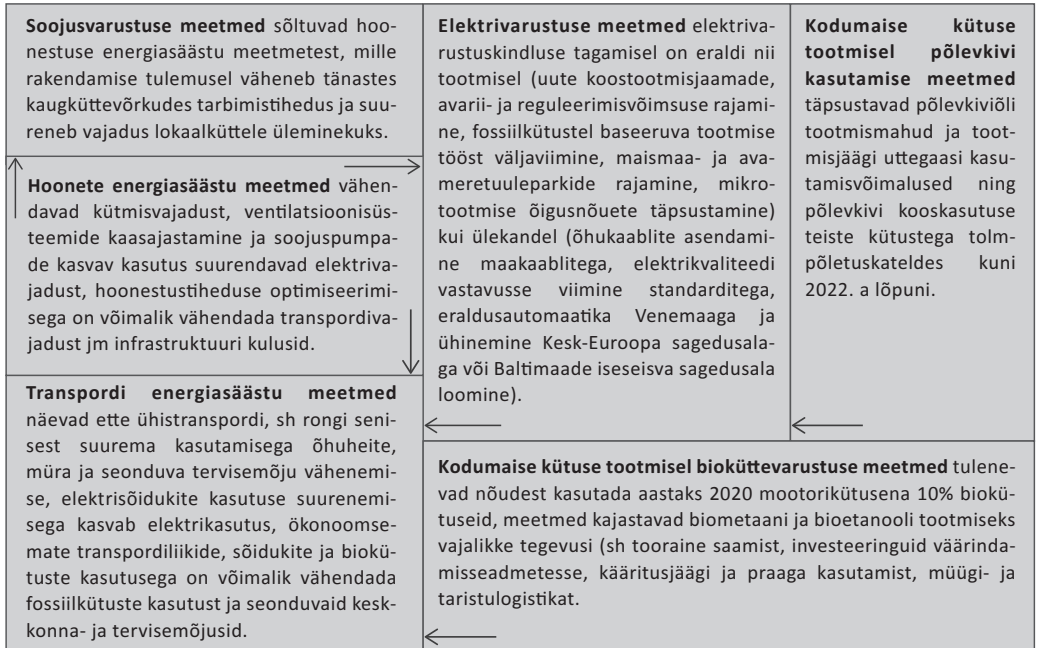 Soojusvarustuse meetmed sõltuvad hoo-
nestuse energiasäästu meetmetest, mille
rakendamise tulemusel väheneb tänastes
kaugküttevõrkudes tarbimistihedus ja suu-
reneb vajadus lokaalküttele üleminekuks.
Hoonete energiasäästu meetmed vähen-
davad kütmisvajadust, ventilatsioonisüs-
teemide kaasajastamine ja soojuspumpa-
de kasvav kasutus suurendavad elektriva-
jadust, hoonestustiheduse optimiseerimi-
sega on võimalik vähendada transpordiva-
jadust jm infrastruktuuri kulusid.
Transpordi energiasäästu meetmed
näevad ette ühistranspordi, sh rongi seni-
sest suurema kasutamisega õhuheite,
müra ja seonduva tervisemõju vähenemi-
se, elektrisõidukite kasutuse suurenemi-
sega kasvab elektrikasutus, ökonoomse-
mate transpordiliikide, sõidukite ja biokü-
tuste kasutusega on võimalik vähendada
fossiilkütuste kasutust ja seonduvaid kesk-
konna- ja tervisemõjusid.
Elektrivarustuse meetmed elektriva-
rustuskindluse tagamisel on eraldi nii
tootmisel (uute koostootmisjaamade,
avarii- ja reguleerimisvõimsuse rajami-
ne, fossiilkütustel baseeruva tootmise
tööst väljaviimine, maismaa- ja ava-
meretuuleparkide rajamine, mikro-
tootmise õigusnõuete täpsustamine)
kui ülekandel (õhukaablite asendami-
ne maakaablitega, elektrikvaliteedi
vastavusse viimine standarditega,
eraldusautomaatika Venemaaga ja
ühinemine Kesk-Euroopa sagedusala-
ga või Baltimaade iseseisva sagedusala
loomine).
Kodumaise kütuse
tootmisel põlevkivi
kasutamise meetmed
täpsustavad põlevkiviõli
tootmismahud ja toot-
misjäägi uttegaasi kasu-
tamisvõimalused ning
põlevkivi kooskasutuse
teiste kütustega tolm-
põletuskateldes kuni
2022. a lõpuni.
Kodumaise kütuse tootmisel bioküttevarustuse meetmed tulene-
vad nõudest kasutada aastaks 2020 mootorikütusena 10% biokü-
tuseid, meetmed kajastavad biometaani ja bioetanooli tootmiseks
vajalikke tegevusi (sh tooraine saamist, investeeringuid väärinda-
misseadmetesse, kääritusjäägi ja praaga kasutamist, müügi- ja
taristulogistikat.